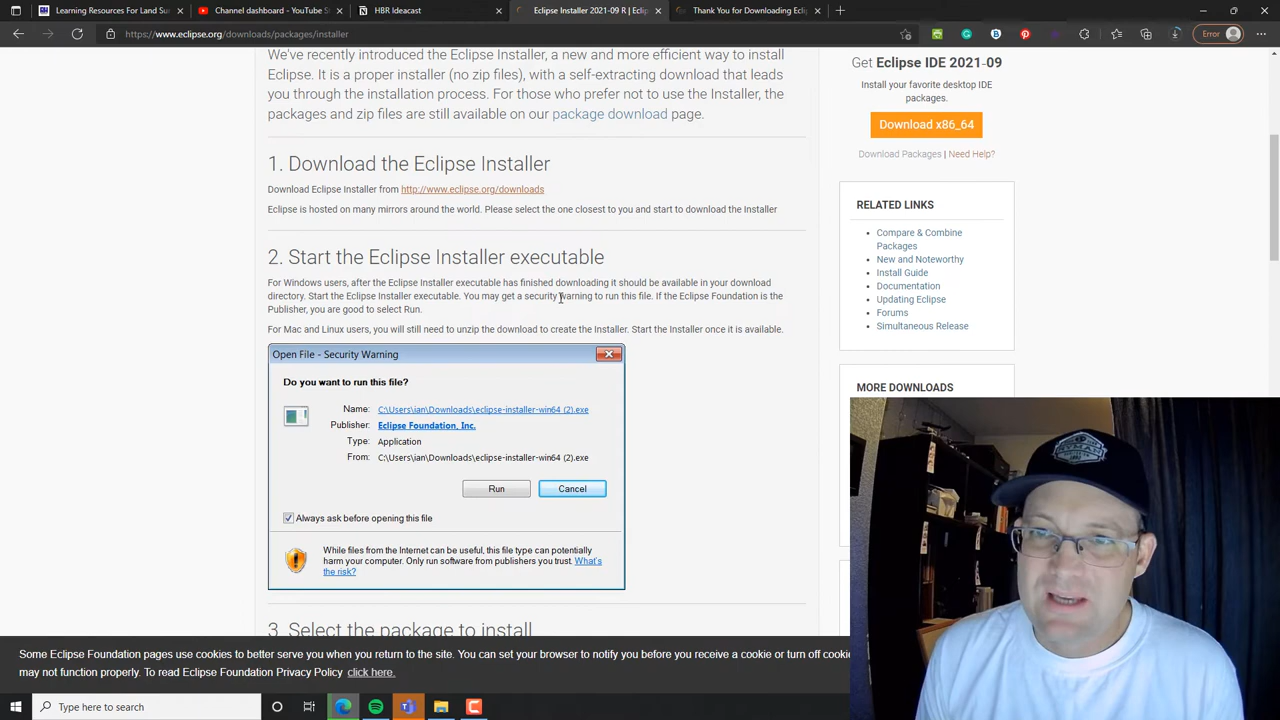 Learning Resources For Land Sur
Channel dashboard - YouTube S
HBR Ideacast
Eclipse Installer 2021-09 R | Eclip
Thank You for Downloading Eclip
https://www.eclipse.org/downloads/packages/installer
Error
We've recently introduced the Eclipse Installer, a new and more efficient way to install
Eclipse. It is a proper installer (no zip files), with a self-extracting download that leads
you through the installation process. For those who prefer not to use the Installer, the
packages and zip files are still available on our package download page.
1. Download the Eclipse Installer
Download Eclipse Installer from http://www.eclipse.org/downloads
Eclipse is hosted on many mirrors around the world. Please select the one closest to you and start to download the Installer
2. Start the Eclipse Installer executable
For Windows users, after the Eclipse Installer executable has finished downloading it should be available in your download
directory. Start the Eclipse Installer executable. You may get a security warning to run this file. If the Eclipse Foundation is the
Publisher, you are good to select Run.
For Mac and Linux users, you will still need to unzip the download to create the Installer. Start the Installer once it is available.
Open File - Security Warning
Do you want to run this file?
Name: C:\Users\ian\Downloads\eclipse-installer-win64 (2).exe
Publisher: Eclipse Foundation, Inc.
Type: Application
From: C:\Users\ian\Downloads\eclipse-installer-win64 (2).exe
Run
Cancel
Always ask before opening this file
While files from the Internet can be useful, this file type can potentially
harm your computer. Only run software from publishers you trust. What's
the risk?
3. Select the package to install
Get Eclipse IDE 2021-09
Install your favorite desktop IDE
packages.
Download x86_64
Download Packages | Need Help?
RELATED LINKS
Compare & Combine
Packages
New and Noteworthy
Install Guide
Documentation
Updating Eclipse
Forums
Simultaneous Release
MORE DOWNLOADS
Some Eclipse Foundation pages use cookies to better serve you when you return to the site. You can set your browser to notify you before you receive a cookie or turn off cookie
may not function properly. To read Eclipse Foundation Privacy Policy click here.
Type here to search